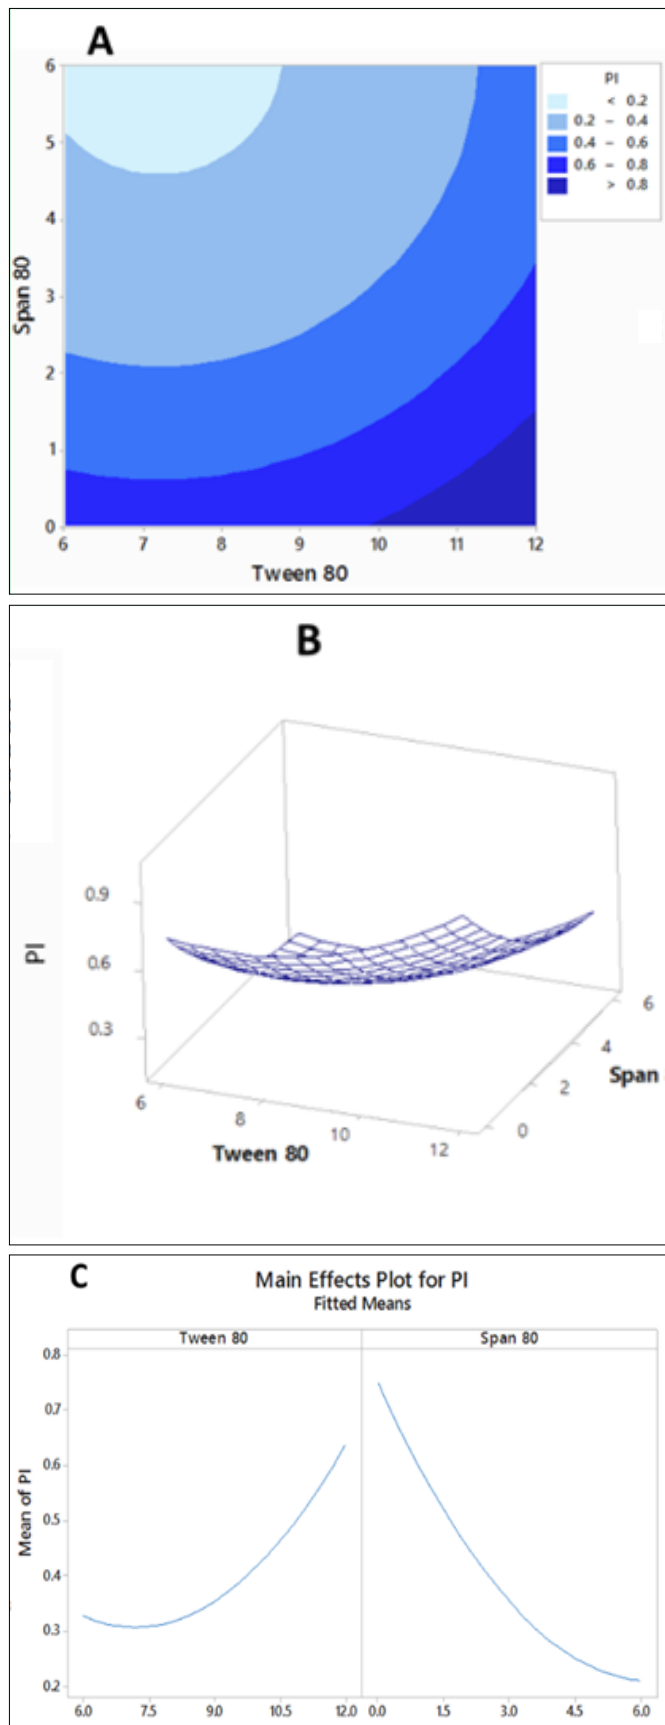 A
PI
< 0.2
0.2 – 0.4
0.4 – 0.6
0.6 – 0.8
> 0.8
6
5
4
3
2
1
0
Span 80
6 7 8 9 10 11 12
Tween 80
B
0.9
0.6
0.3
PI
6 8 10 12
Tween 80
0 2 4 6
Span
C
Main Effects Plot for PI
Fitted Means
Tween 80 Span 80
0.8
0.7
0.6
0.5
0.4
0.3
0.2
Mean of PI
6.0 7.5 9.0 10.5 12.0 0.0 1.5 3.0 4.5 6.0